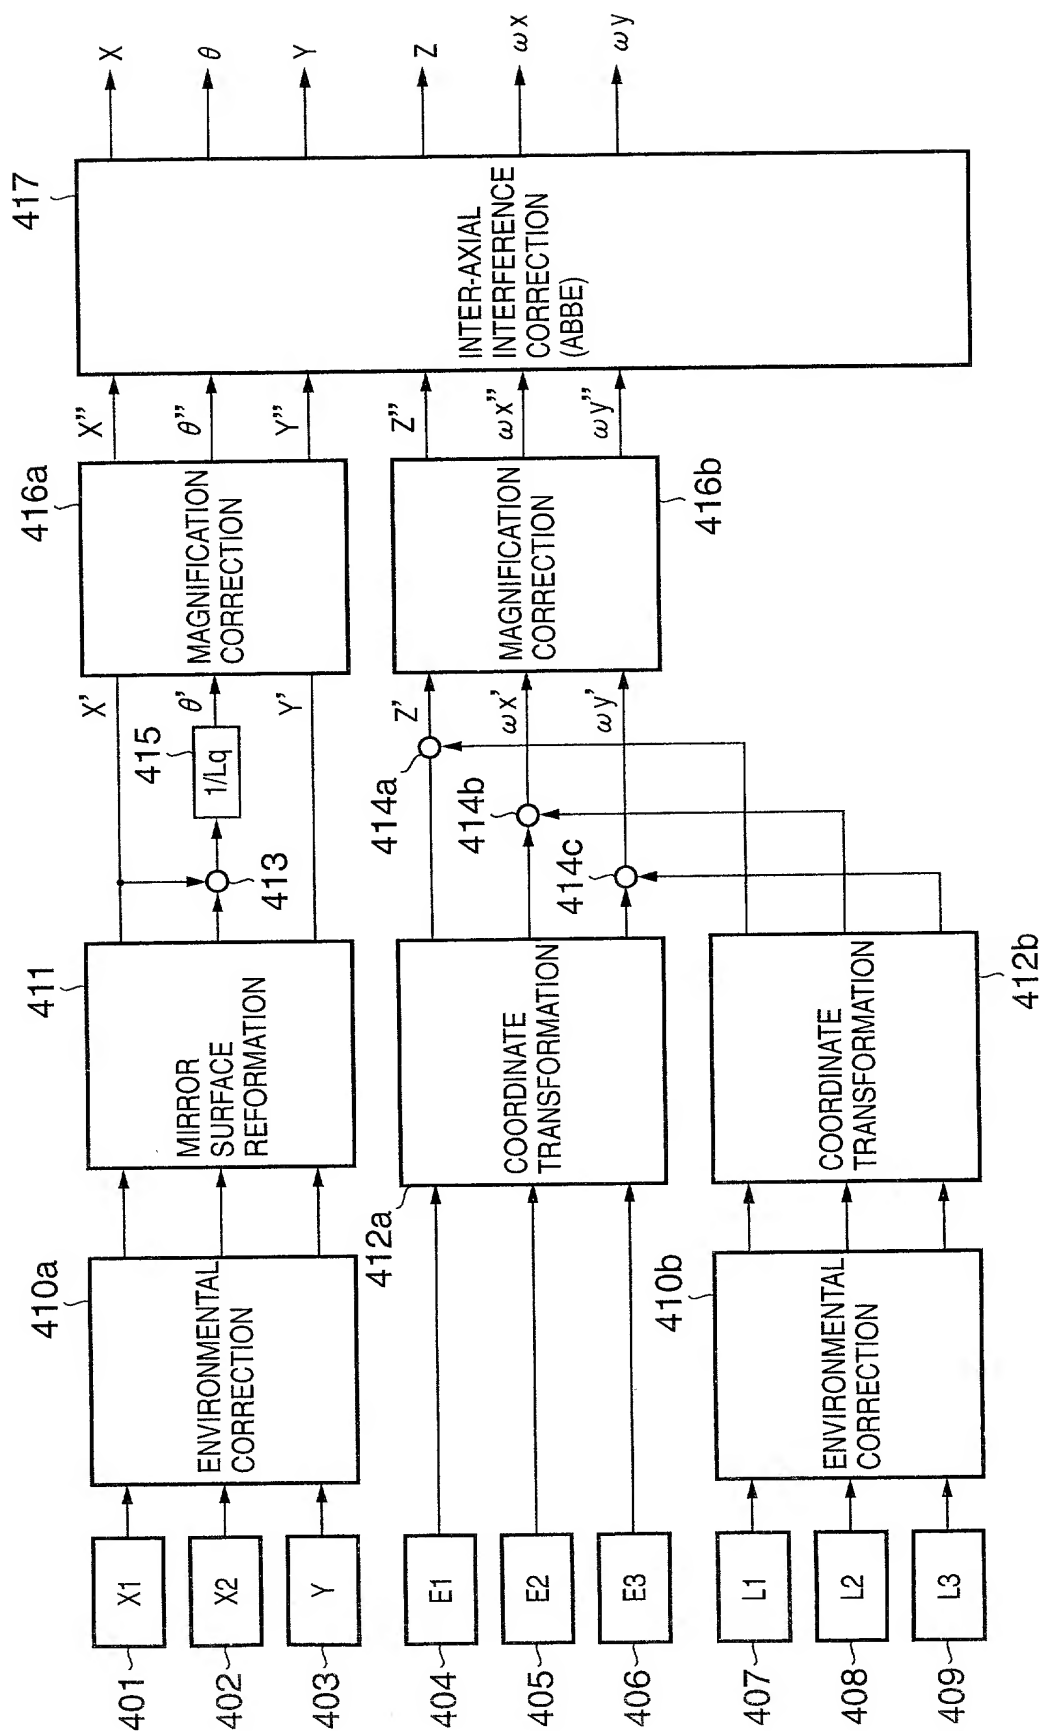 401
X1
402
X2
403
Y
404
E1
405
E2
406
E3
407
L1
408
L2
409
L3
410a
ENVIRONMENTAL
CORRECTION
410b
ENVIRONMENTAL
CORRECTION
411
MIRROR
SURFACE
REFORMATION
412a
COORDINATE
TRANSFORMATION
412b
COORDINATE
TRANSFORMATION
413
414a
414b
414c
415
1/Lq
X'
θ'
Y'
Z'
ωx'
ωy'
416a
MAGNIFICATION
CORRECTION
416b
MAGNIFICATION
CORRECTION
X"
θ"
Y"
Z"
ωx"
ωy"
417
INTER-AXIAL
INTERFERENCE
CORRECTION
(ABBE)
X
θ
Y
Z
ωx
ωy